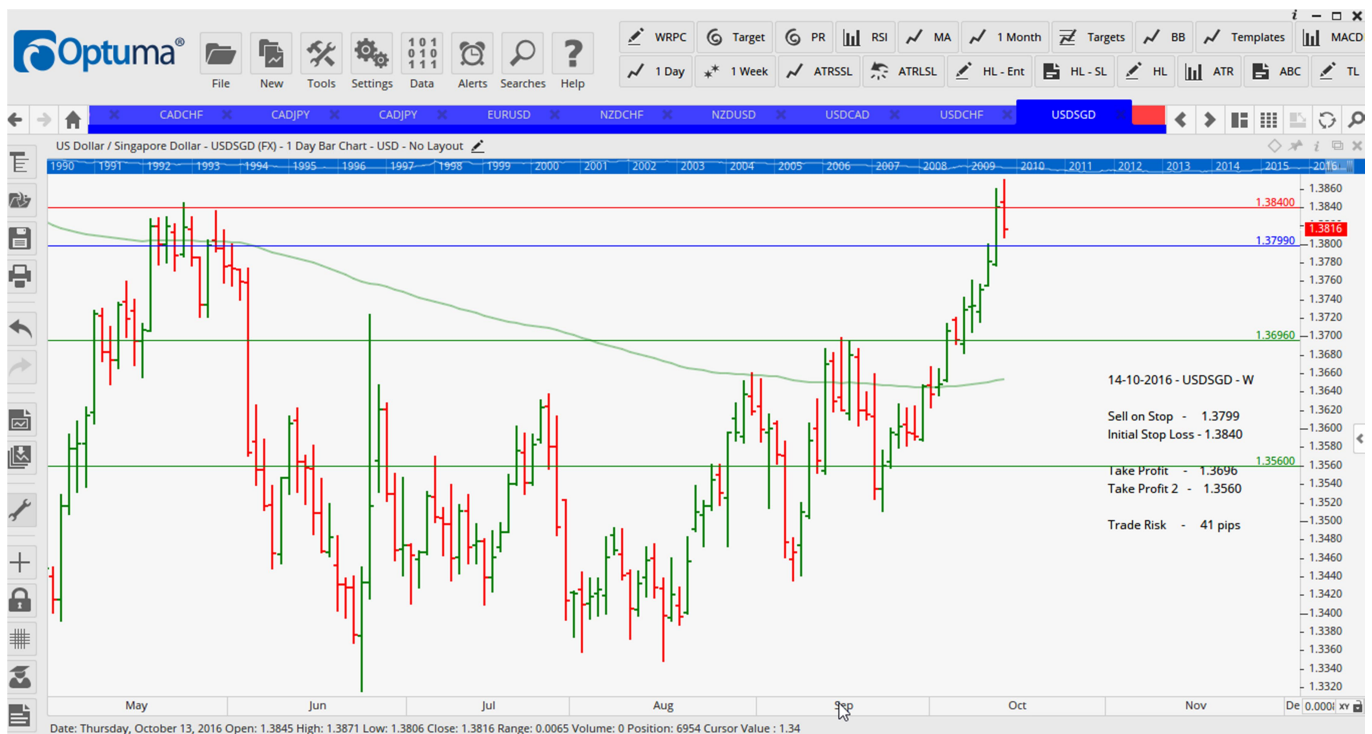 Optuma®
File New Tools Settings Data Alerts Searches Help
WRPC Target PR RSI MA 1 Month Targets BB Templates MACD
1 Day 1 Week ATRSSL ATRLSL HL - Ent HL - SL HL ATR ABC TL
CADCHF CADJPY CADJPY EURUSD NZDCHF NZDUSD USDCAD USDCHF USDSGD
US Dollar / Singapore Dollar - USDSGD (FX) - 1 Day Bar Chart - USD - No Layout
1990 1991 1992 1993 1994 1995 1996 1997 1998 1999 2000 2001 2002 2003 2004 2005 2006 2007 2008 2009 2010 2011 2012 2013 2014 2015 2016
1.3860
1.38400 1.3840
1.3816
1.37990 1.3800
1.3780
1.3760
1.3740
1.3720
1.36960 1.3700
1.3680
1.3660
14-10-2016 - USDSGD - W
1.3640
Sell on Stop - 1.3799 1.3620
Initial Stop Loss - 1.3840 1.3600
1.3580
1.35600 1.3560
Take Profit - 1.3696
Take Profit 2 - 1.3560 1.3540
1.3520
Trade Risk - 41 pips 1.3500
1.3480
1.3460
1.3440
1.3420
1.3400
1.3380
1.3360
1.3340
1.3320
May Jun Jul Aug Sep Oct Nov De XY
Date: Thursday, October 13, 2016 Open: 1.3845 High: 1.3871 Low: 1.3806 Close: 1.3816 Range: 0.0065 Volume: 0 Position: 6954 Cursor Value : 1.34